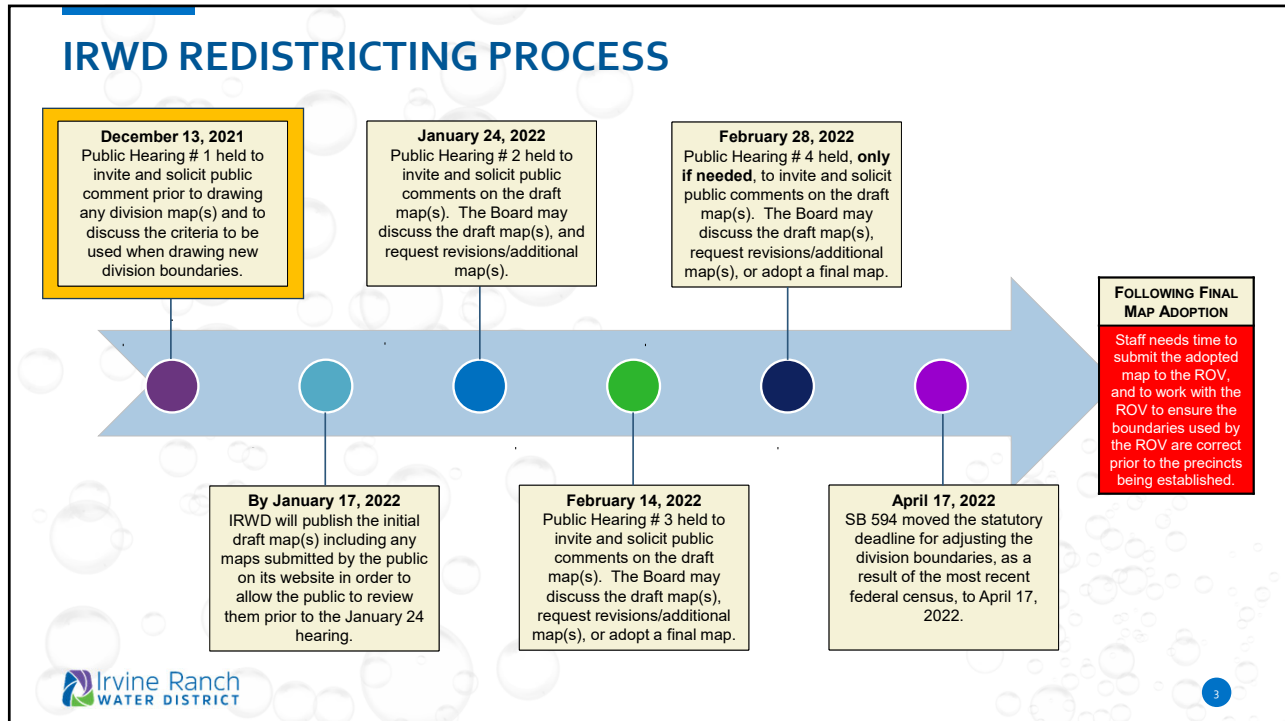 IRWD REDISTRICTING PROCESS
December 13, 2021
Public Hearing # 1 held to
invite and solicit public
comment prior to drawing
any division map(s) and to
discuss the criteria to be
used when drawing new
division boundaries.
January 24, 2022
Public Hearing # 2 held to
invite and solicit public
comments on the draft
map(s). The Board may
discuss the draft map(s), and
request revisions/additional
map(s).
February 28, 2022
Public Hearing # 4 held, only
if needed, to invite and solicit
public comments on the draft
map(s). The Board may
discuss the draft map(s),
request revisions/additional
map(s), or adopt a final map.
FOLLOWING FINAL
MAP ADOPTION
Staff needs time to
submit the adopted
map to the ROV,
and to work with the
ROV to ensure the
boundaries used by
the ROV are correct
prior to the precincts
being established.
By January 17, 2022
IRWD will publish the initial
draft map(s) including any
maps submitted by the public
on its website in order to
allow the public to review
them prior to the January 24
hearing.
February 14, 2022
Public Hearing # 3 held to
invite and solicit public
comments on the draft
map(s). The Board may
discuss the draft map(s),
request revisions/additional
map(s), or adopt a final map.
April 17, 2022
SB 594 moved the statutory
deadline for adjusting the
division boundaries, as a
result of the most recent
federal census, to April 17,
2022.
Irvine Ranch
WATER DISTRICT
3